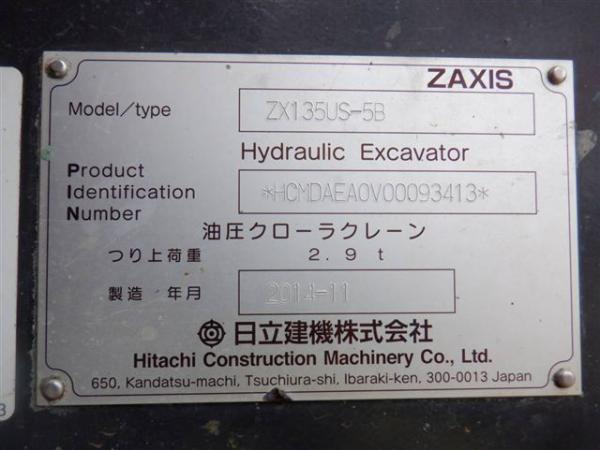 ZAXIS
Model/type ZX135US-5B
Hydraulic Excavator
Product
Identification *HCMDAEA0V00093413*
Number
油圧クローラクレーン
つり上荷重 2.9 t
製造 年月 2014-11
日立建機株式会社
Hitachi Construction Machinery Co., Ltd.
650, Kandatsu-machi, Tsuchiura-shi, Ibaraki-ken, 300-0013 Japan
3